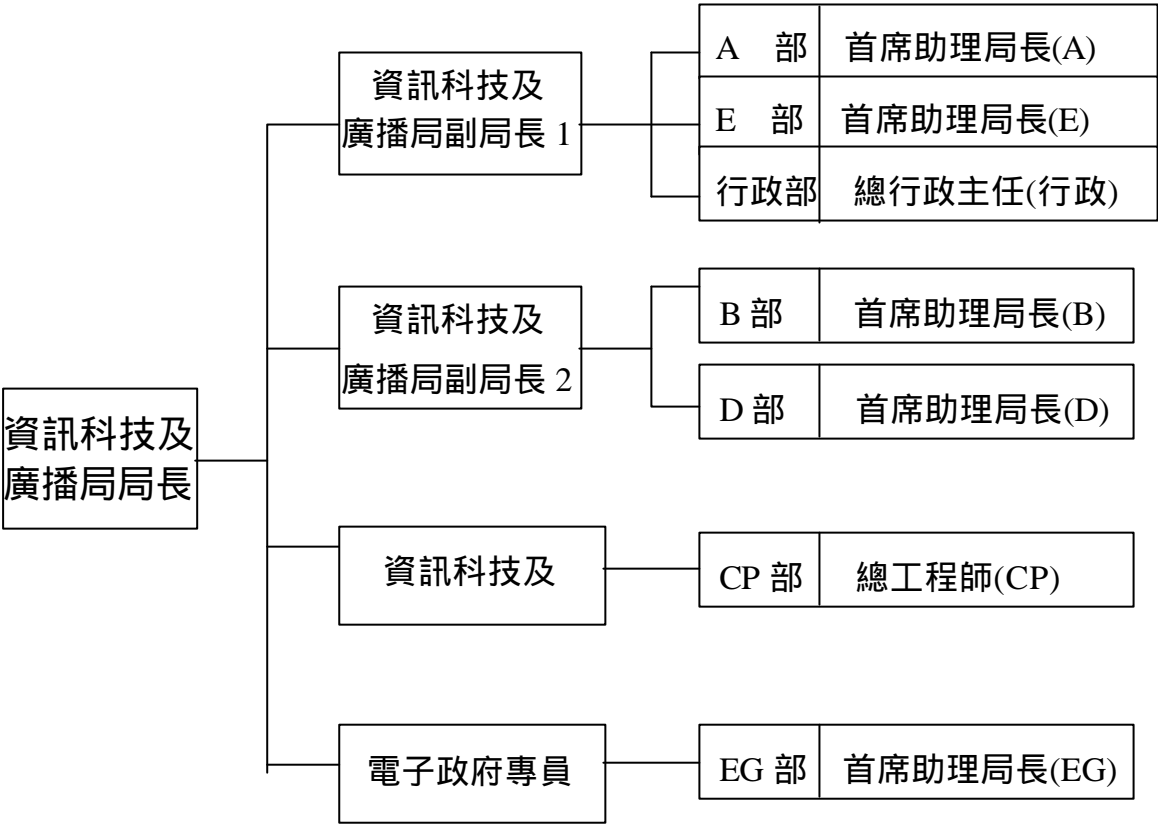 資訊科技及
廣播局局長
資訊科技及
廣播局副局長 1
A 部 首席助理局長(A)
E 部 首席助理局長(E)
行政部 總行政主任(行政)
資訊科技及
廣播局副局長 2
B 部 首席助理局長(B)
D 部 首席助理局長(D)
資訊科技及
CP 部 總工程師(CP)
電子政府專員
EG 部 首席助理局長(EG)